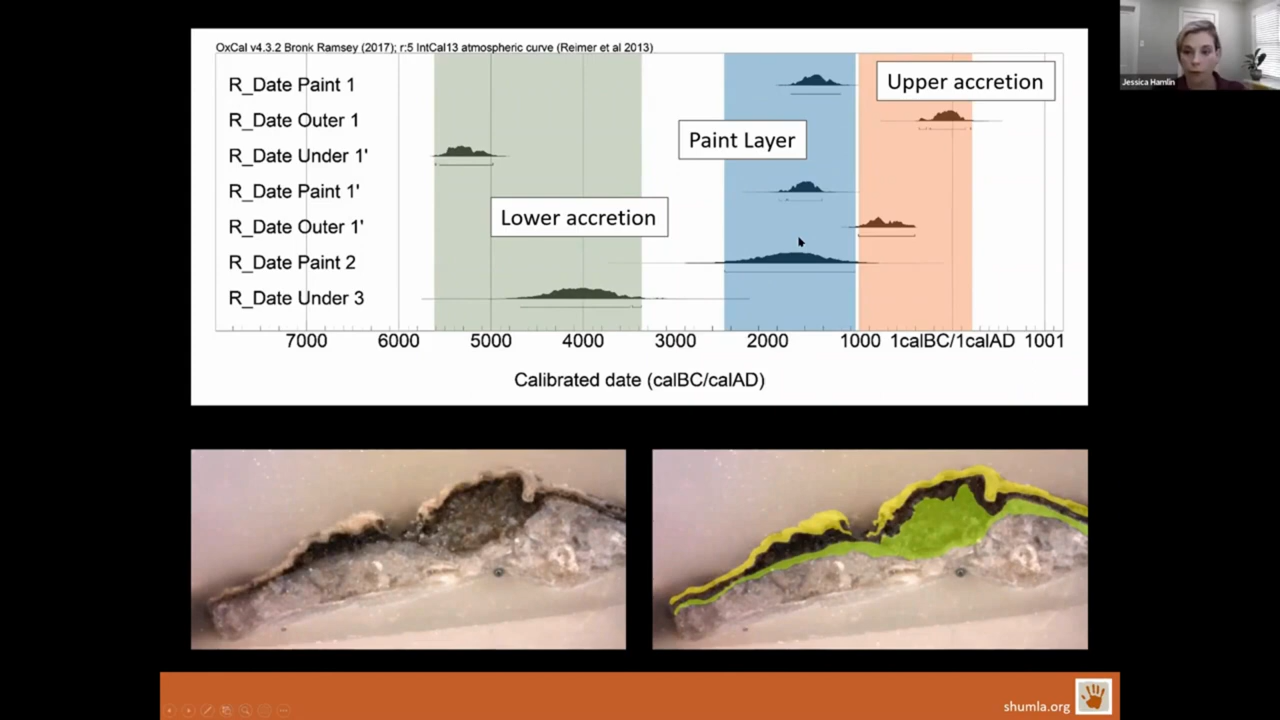 OxCal v4.3.2 Bronk Ramsey (2017); r:5 IntCal13 atmospheric curve (Reimer et al 2013)
R_Date Paint 1
Upper accretion
R_Date Outer 1
Paint Layer
R_Date Under 1'
R_Date Paint 1'
Lower accretion
R_Date Outer 1'
R_Date Paint 2
R_Date Under 3
7000 6000 5000 4000 3000 2000 1000 1calBC/1calAD 1001
Calibrated date (calBC/calAD)
Jessica Hamlin
shumla.org